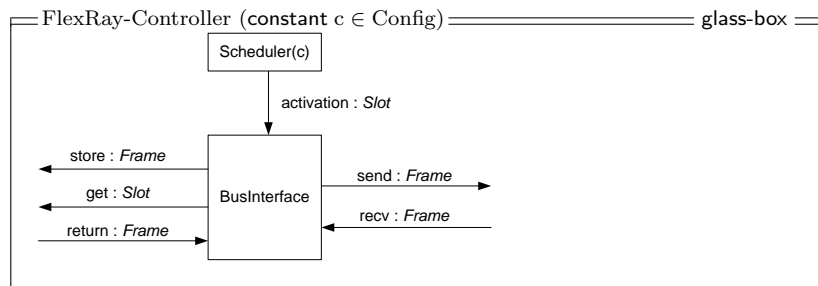 FlexRay-Controller (constant c ∈ Config) glass-box
Scheduler(c)
activation : Slot
store : Frame
send : Frame
get : Slot
BusInterface
recv : Frame
return : Frame